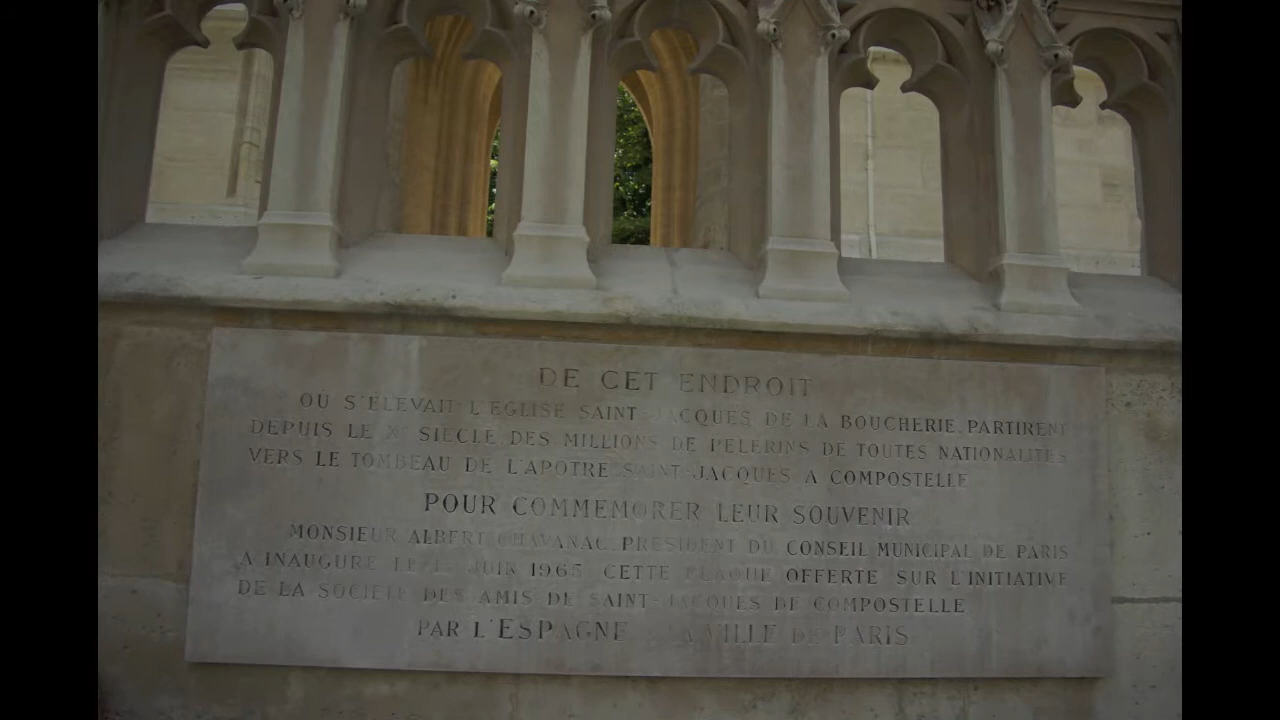 DE CET ENDROIT
OÙ S'ÉLEVAIT L'ÉGLISE SAINT-JACQUES DE LA BOUCHERIE, PARTIRENT
DEPUIS LE XE SIECLE, DES MILLIONS DE PELERINS DE TOUTES NATIONALITES
VERS LE TOMBEAU DE L'APOTRE SAINT-JACQUES A COMPOSTELLE
POUR COMMEMORER LEUR SOUVENIR
MONSIEUR ALBERT CHAVANAC, PRESIDENT DU CONSEIL MUNICIPAL DE PARIS
A INAUGURE LE JUIN 1965 CETTE PLAQUE OFFERTE SUR L'INITIATIVE
DE LA SOCIETE DES AMIS DE SAINT-JACQUES DE COMPOSTELLE
PAR L'ESPAGNE LA VILLE DE PARIS